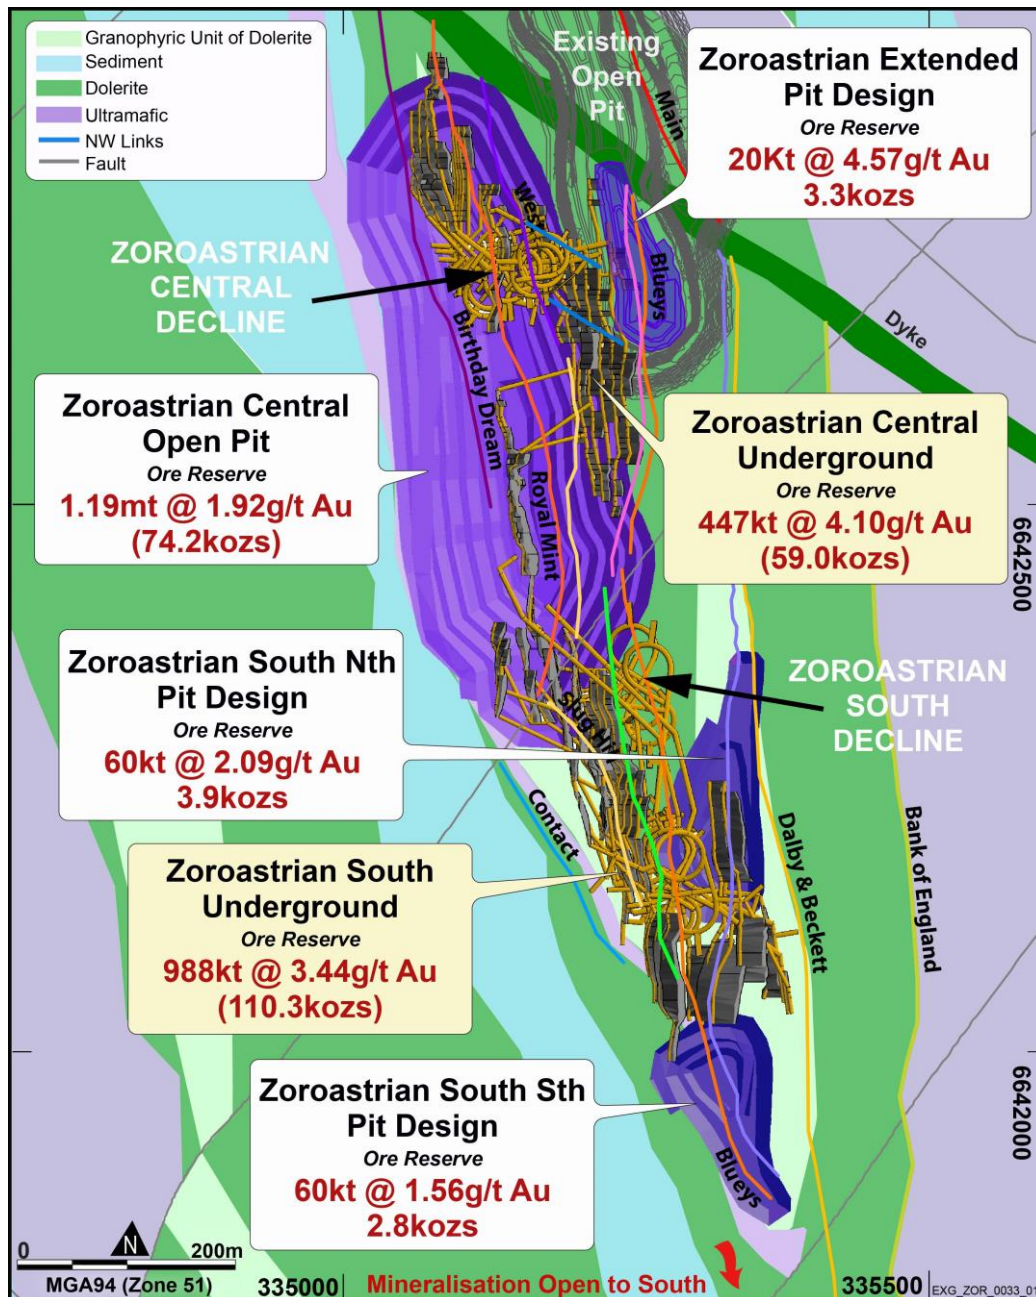 Granophyric Unit of Dolerite
Sediment
Dolerite
Ultramafic
NW Links
Fault
Existing
Open
Pit
Main
Zoroastrian Extended
Pit Design
Ore Reserve
20Kt @ 4.57g/t Au
3.3kozs
West
Blueys
ZOROASTRIAN
CENTRAL
DECLINE
Birthday Dream
Dyke
Zoroastrian Central
Open Pit
Ore Reserve
1.19mt @ 1.92g/t Au
(74.2kozs)
Royal Mint
Zoroastrian Central
Underground
Ore Reserve
447kt @ 4.10g/t Au
(59.0kozs)
6642500
Zoroastrian South Nth
Pit Design
Ore Reserve
60kt @ 2.09g/t Au
3.9kozs
ZOROASTRIAN
SOUTH
DECLINE
Contact
Dalby & Beckett
Bank of England
Zoroastrian South
Underground
Ore Reserve
988kt @ 3.44g/t Au
(110.3kozs)
6642000
Zoroastrian South Sth
Pit Design
Ore Reserve
60kt @ 1.56g/t Au
2.8kozs
Blueys
0
N
200m
MGA94 (Zone 51)
335000
Mineralisation Open to South
335500
EXG_ZOR_0033_01